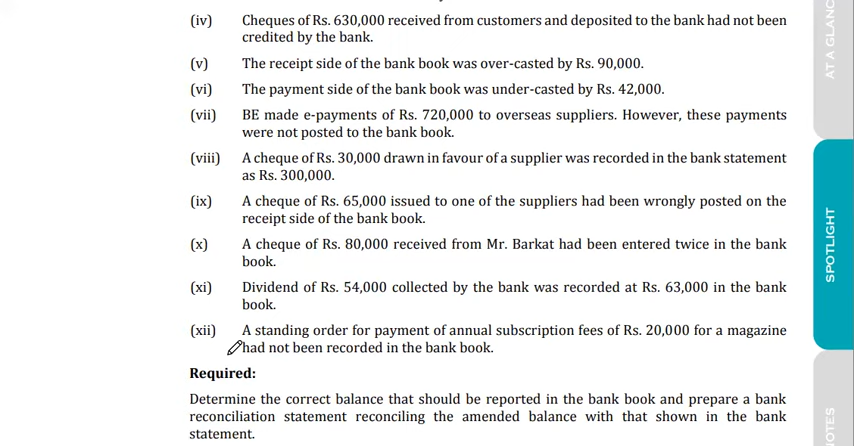 (iv) Cheques of Rs. 630,000 received from customers and deposited to the bank had not been
credited by the bank.
(v) The receipt side of the bank book was over-casted by Rs. 90,000.
(vi) The payment side of the bank book was under-casted by Rs. 42,000.
(vii) BE made e-payments of Rs. 720,000 to overseas suppliers. However, these payments
were not posted to the bank book.
(viii) A cheque of Rs. 30,000 drawn in favour of a supplier was recorded in the bank statement
as Rs. 300,000.
(ix) A cheque of Rs. 65,000 issued to one of the suppliers had been wrongly posted on the
receipt side of the bank book.
(x) A cheque of Rs. 80,000 received from Mr. Barkat had been entered twice in the bank
book.
(xi) Dividend of Rs. 54,000 collected by the bank was recorded at Rs. 63,000 in the bank
book.
(xii) A standing order for payment of annual subscription fees of Rs. 20,000 for a magazine
had not been recorded in the bank book.
Required:
Determine the correct balance that should be reported in the bank book and prepare a bank
reconciliation statement reconciling the amended balance with that shown in the bank
statement.
AT A GLANC
SPOTLIGHT
NOTES